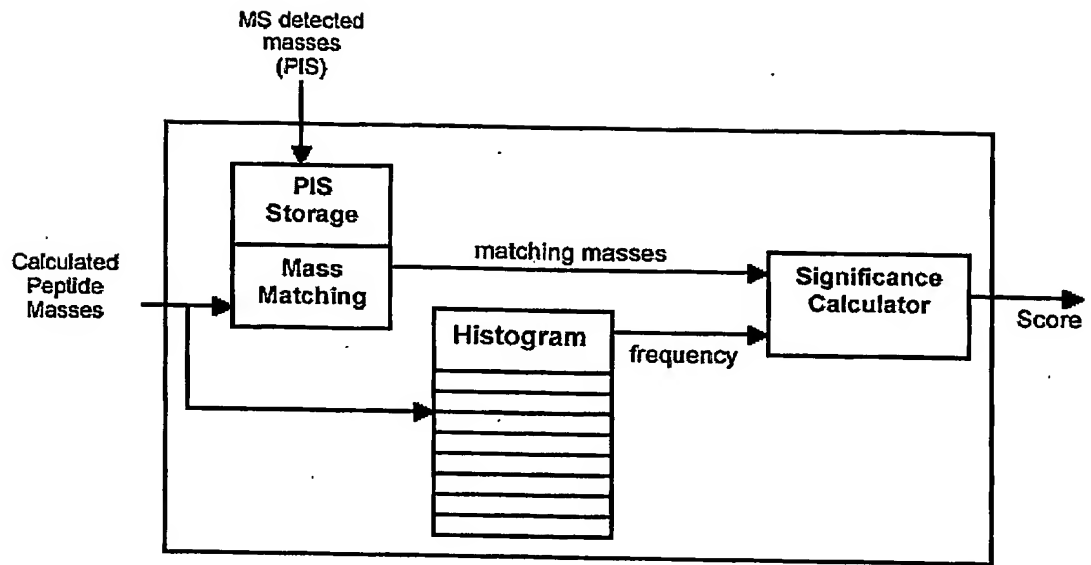 MS detected
masses
(PIS)
PIS
Storage
Mass
Matching
Calculated
Peptide
Masses
matching masses
Significance
Calculator
Score
Histogram
frequency